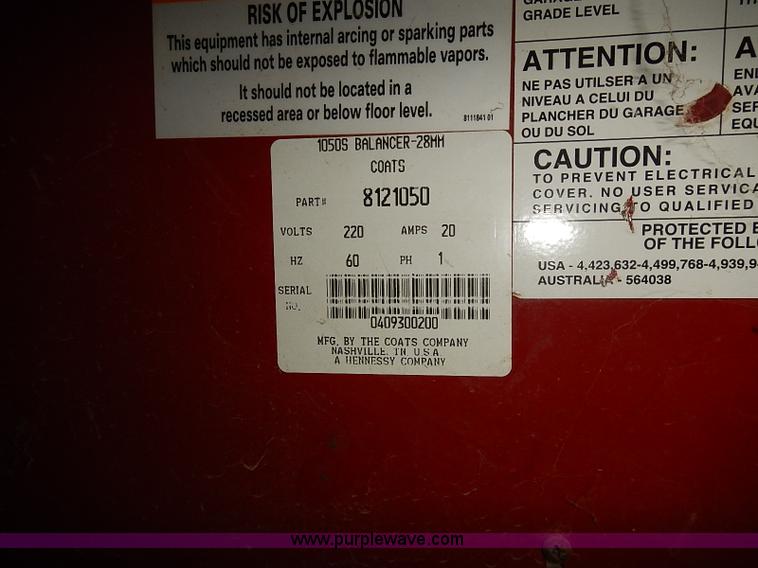 RISK OF EXPLOSION
This equipment has internal arcing or sparking parts
which should not be exposed to flammable vapors.
It should not be located in a
recessed area or below floor level.
8111841 01
GRADE LEVEL
ATTENTION:
NE PAS UTILSER A UN
NIVEAU A CELUI DU
PLANCHER DU GARAGE
OU DU SOL
CAUTION:
TO PREVENT ELECTRICAL
COVER. NO USER SERVICA
SERVICING TO QUALIFIED
PROTECTED B
OF THE FOLLO
USA - 4,423,632-4,499,768-4,939,9
AUSTRALIA - 564038
1050S BALANCER-28MM
COATS
PART# 8121050
VOLTS 220 AMPS 20
HZ 60 PH 1
SERIAL
NO.
0409300200
MFG. BY THE COATS COMPANY
NASHVILLE, TN U.S.A.
A HENNESSY COMPANY
www.purplewave.com